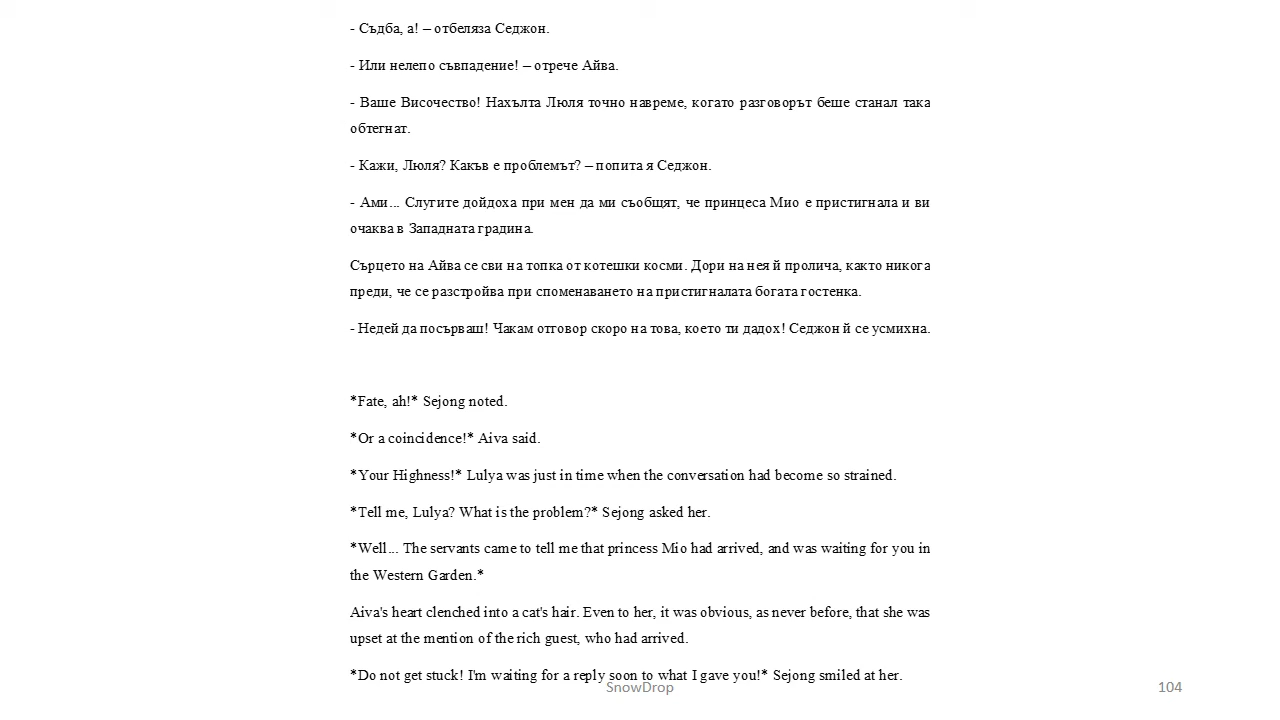 - Съдба, а! – отбеляза Седжон.
- Или нелепо съвпадение! – отрече Айва.
- Ваше Височество! Нахълта Люля точно навреме, когато разговорът беше станал така
обтегнат.
- Кажи, Люля? Какъв е проблемът? – попита я Седжон.
- Ами... Слугите дойдоха при мен да ми съобщят, че принцеса Мио е пристигнала и ви
очаква в Западната градина.
Сърцето на Айва се сви на топка от котешки косми. Дори на нея й пролича, както никога
преди, че се разстройва при споменаването на пристигналата богата гостенка.
- Недей да посърваш! Чакам отговор скоро на това, което ти дадох! Седжон й се усмихна.
*Fate, ah!* Sejong noted.
*Or a coincidence!* Aiva said.
*Your Highness!* Lulya was just in time when the conversation had become so strained.
*Tell me, Lulya? What is the problem?* Sejong asked her.
*Well... The servants came to tell me that princess Mio had arrived, and was waiting for you in
the Western Garden.*
Aiva's heart clenched into a cat's hair. Even to her, it was obvious, as never before, that she was
upset at the mention of the rich guest, who had arrived.
*Do not get stuck! I'm waiting for a reply soon to what I gave you!* Sejong smiled at her.
SnowDrop
104